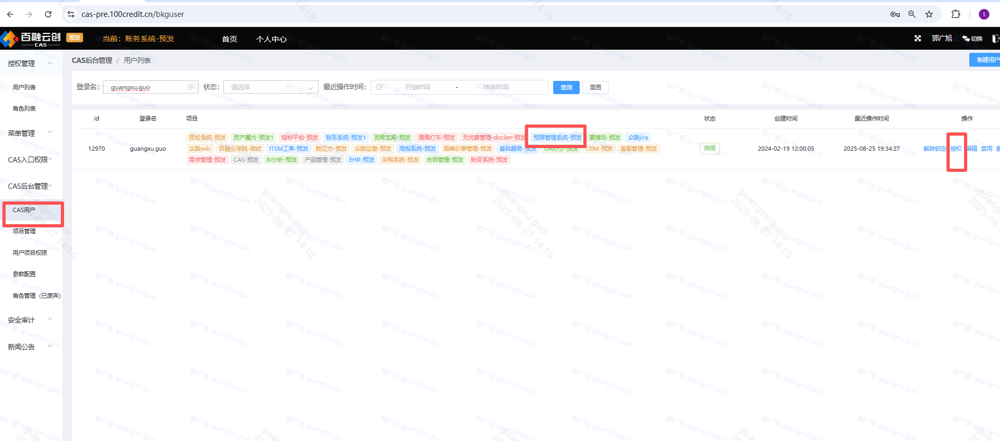 cas-pre.100credit.cn/bkguser
t
百融云创 CAS 预发 当前：账务系统-预发 首页 个人中心 郭广旭 切换
授权管理
用户列表
角色列表
菜单管理
CAS入口权限
CAS后台管理
CAS用户
项目管理
用户项目权限
参数配置
角色管理（已废弃）
安全审计
新闻公告
CAS后台管理 / 用户列表
新建用户
登录名： guangxu.guo 状态： 请选择 最近操作时间： 开始时间 - 结束时间 查询 重置
id 登录名 项目 状态 创建时间 最近操作时间 操作
12970 guangxu.guo
质检系统-预发 资产魔方-预发1 指标平台-预发 账务系统-预发1 灵霄宝殿-预发 滴滴打车-预发 无忧察管理-docker-预发 预算管理系统-预发 赛博坦-预发 众联jira
众联wiki 百融云学院-测试 ITSM工单-预发 数立方-预发 众联运营-预发 周报系统-预发 策略引擎管理-预发 基础服务-预发 OA办公-预发 CRM-预发 客服管理-预发
需求管理-预发 CAS-预发 BI分析-预发 产品管理-预发 EHR-预发 采购系统-预发 合同管理-预发 账务系统-预发
启用 2024-02-19 12:00:05 2025-08-25 19:34:27 解除锁定 授权 编辑 禁用
郭广旭 guangxu.guo
guangxu.guo
2025-08-27 14:16